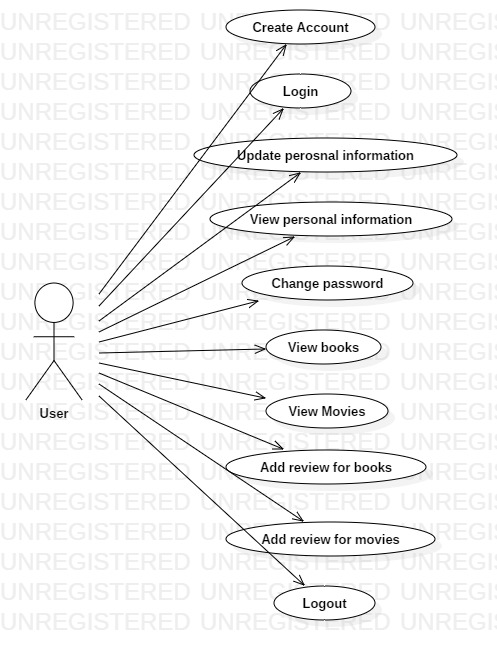 Create Account
Login
Update perosnal information
View personal information
Change password
View books
User
View Movies
Add review for books
Add review for movies
Logout
UNREGISTERED